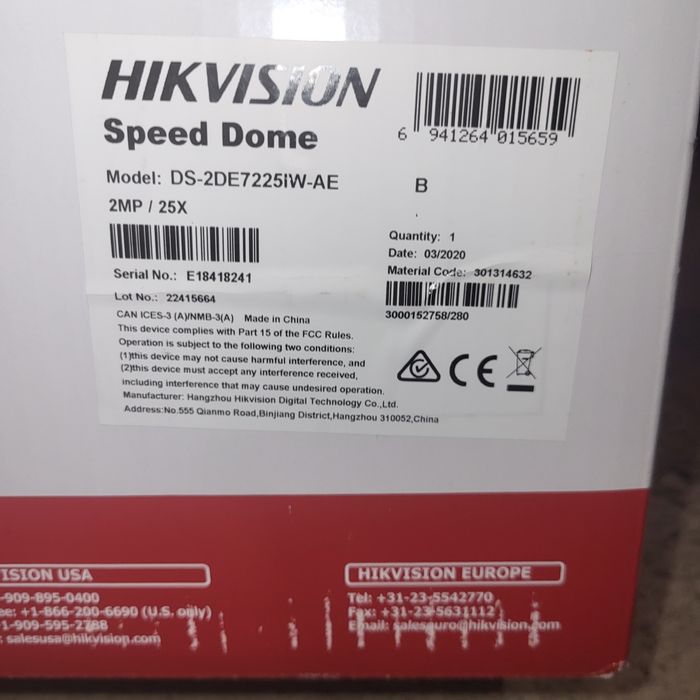 HIKVISION
Speed Dome
6 941264 015659
Model: DS-2DE7225IW-AE
B
2MP / 25X
Quantity: 1
Date: 03/2020
Material Code: 301314632
Serial No.: E18418241
Lot No.: 22415664
3000152758/280
CAN ICES-3 (A)/NMB-3(A) Made in China
This device complies with Part 15 of the FCC Rules.
Operation is subject to the following two conditions:
(1)this device may not cause harmful interference, and
(2)this device must accept any interference received,
including interference that may cause undesired operation.
Manufacturer: Hangzhou Hikvision Digital Technology Co.,Ltd.
Address:No.555 Qianmo Road,Binjiang District,Hangzhou 310052,China
CE
ISION USA
-909-895-0400
ee: +1-866-200-6690 (U.S. only)
1-909-595-2788
: salesusa@hikvision.com
HIKVISION EUROPE
Tel: +31-23-5542770
Fax: +31-23-5631112
Email: saleseuro@hikvision.com